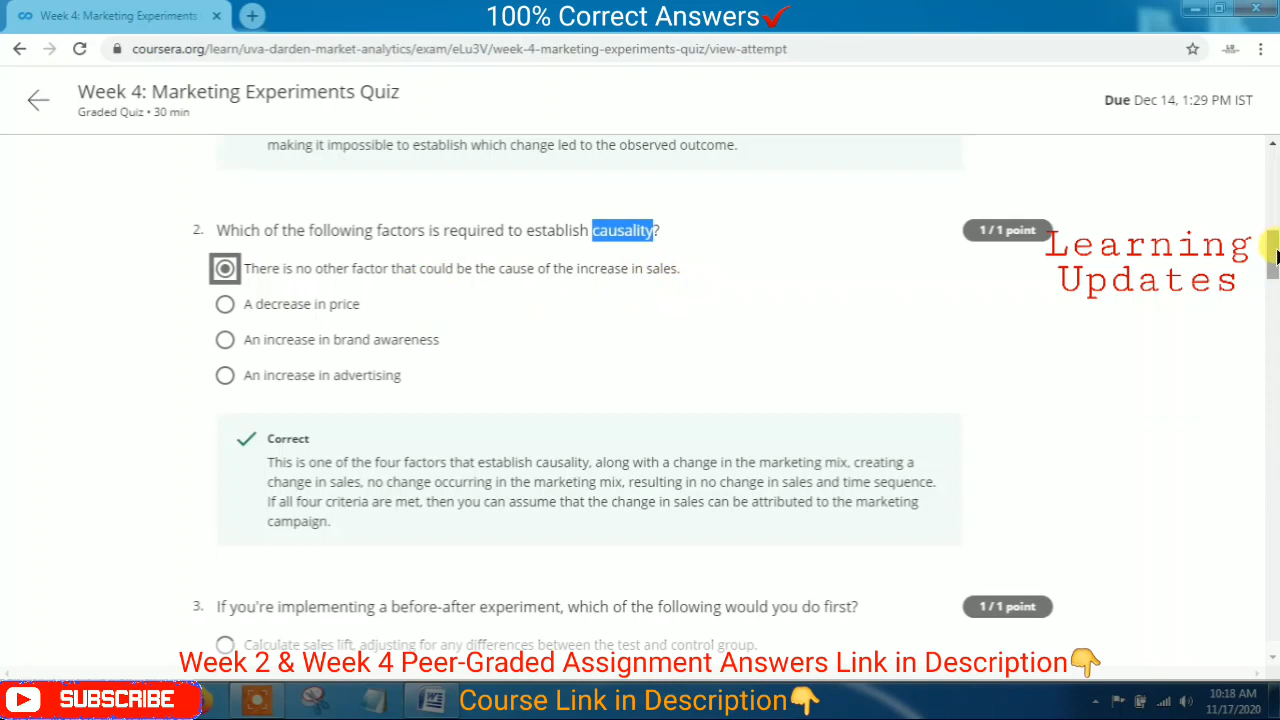 Week 4: Marketing Experiments
100% Correct Answers
coursera.org/learn/uva-darden-market-analytics/exam/eLu3V/week-4-marketing-experiments-quiz/view-attempt
Week 4: Marketing Experiments Quiz
Graded Quiz • 30 min
Due Dec 14, 1:29 PM IST
making it impossible to establish which change led to the observed outcome.
2. Which of the following factors is required to establish causality?
1 / 1 point
Learning
Updates
There is no other factor that could be the cause of the increase in sales.
A decrease in price
An increase in brand awareness
An increase in advertising
Correct
This is one of the four factors that establish causality, along with a change in the marketing mix, creating a
change in sales, no change occurring in the marketing mix, resulting in no change in sales and time sequence.
If all four criteria are met, then you can assume that the change in sales can be attributed to the marketing
campaign.
3. If you're implementing a before-after experiment, which of the following would you do first?
1 / 1 point
Calculate sales lift, adjusting for any differences between the test and control group.
Week 2 & Week 4 Peer-Graded Assignment Answers Link in Description
SUBSCRIBE
Course Link in Description
10:18 AM
11/17/2020